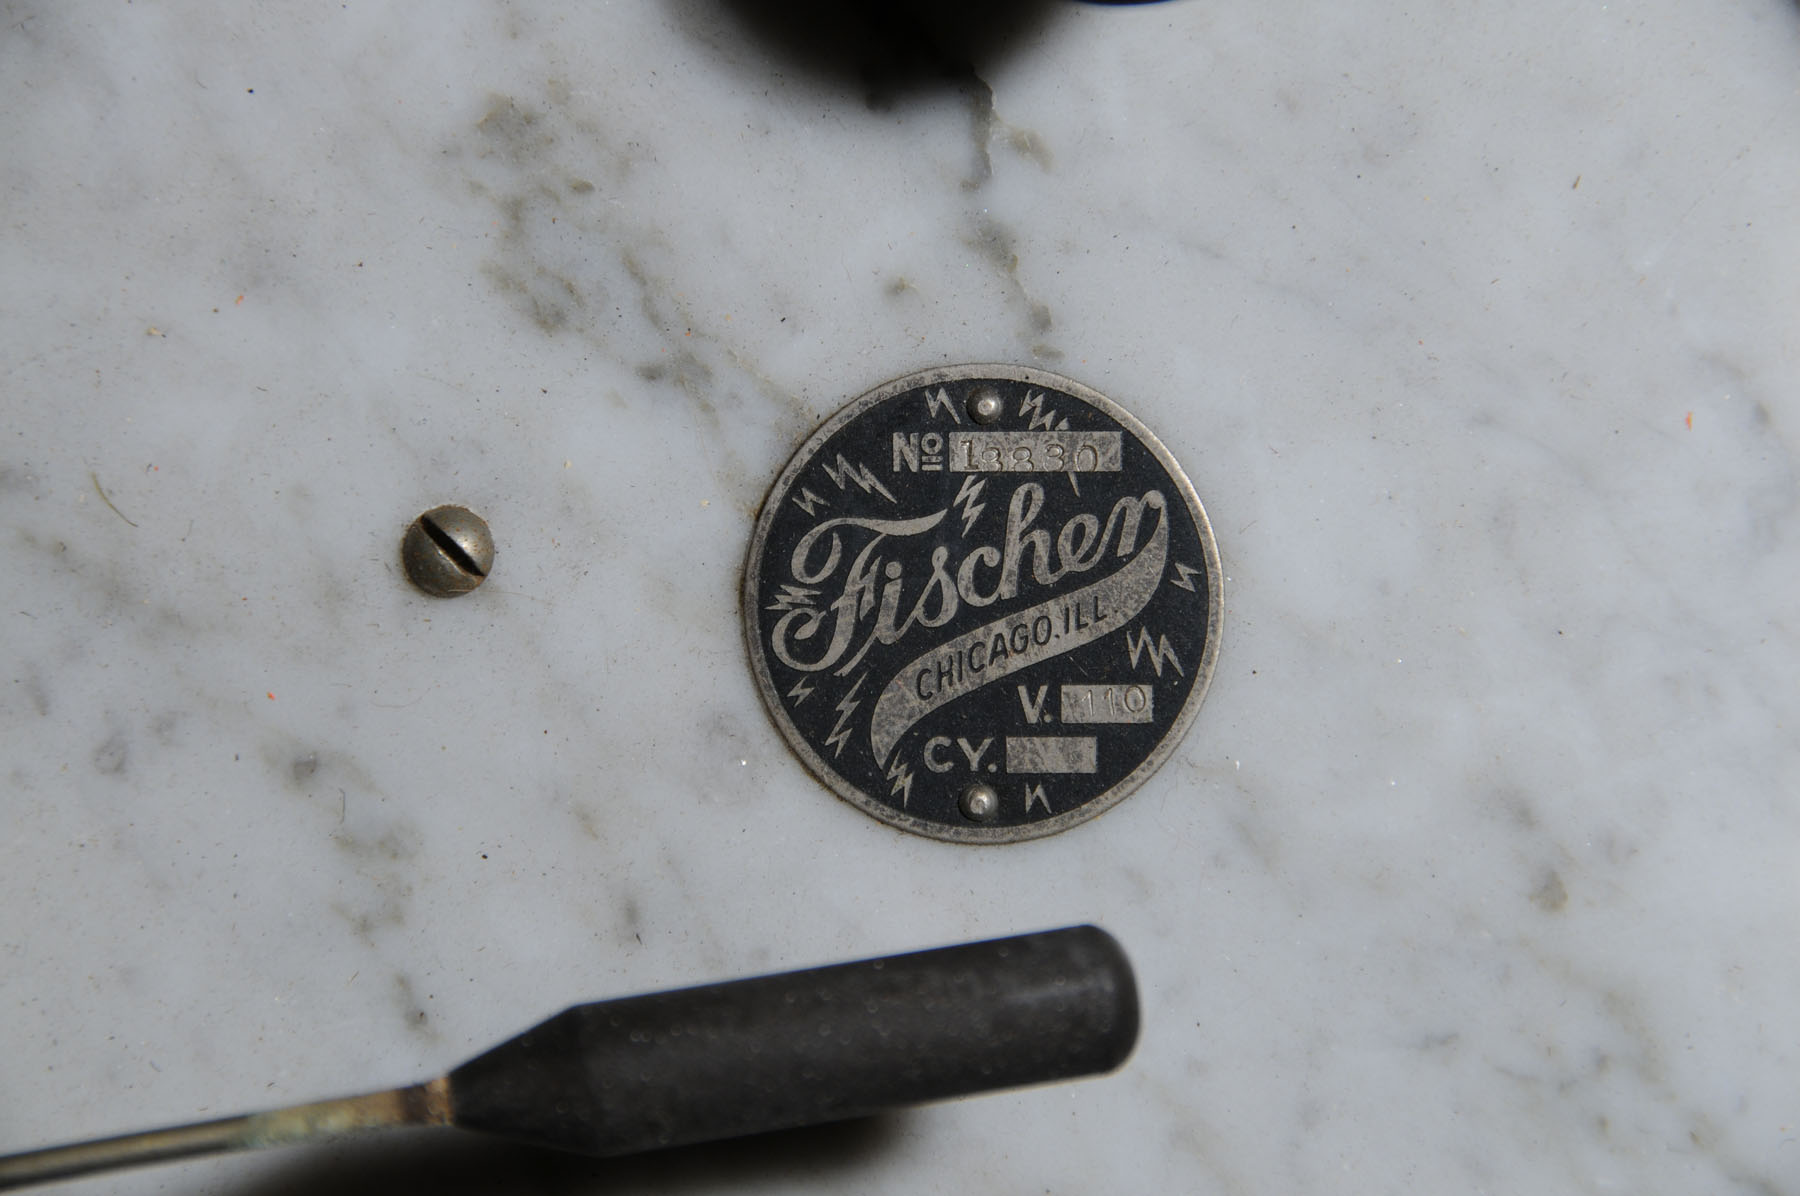 No 13830
Fischer
CHICAGO. ILL.
V. 110
CY.